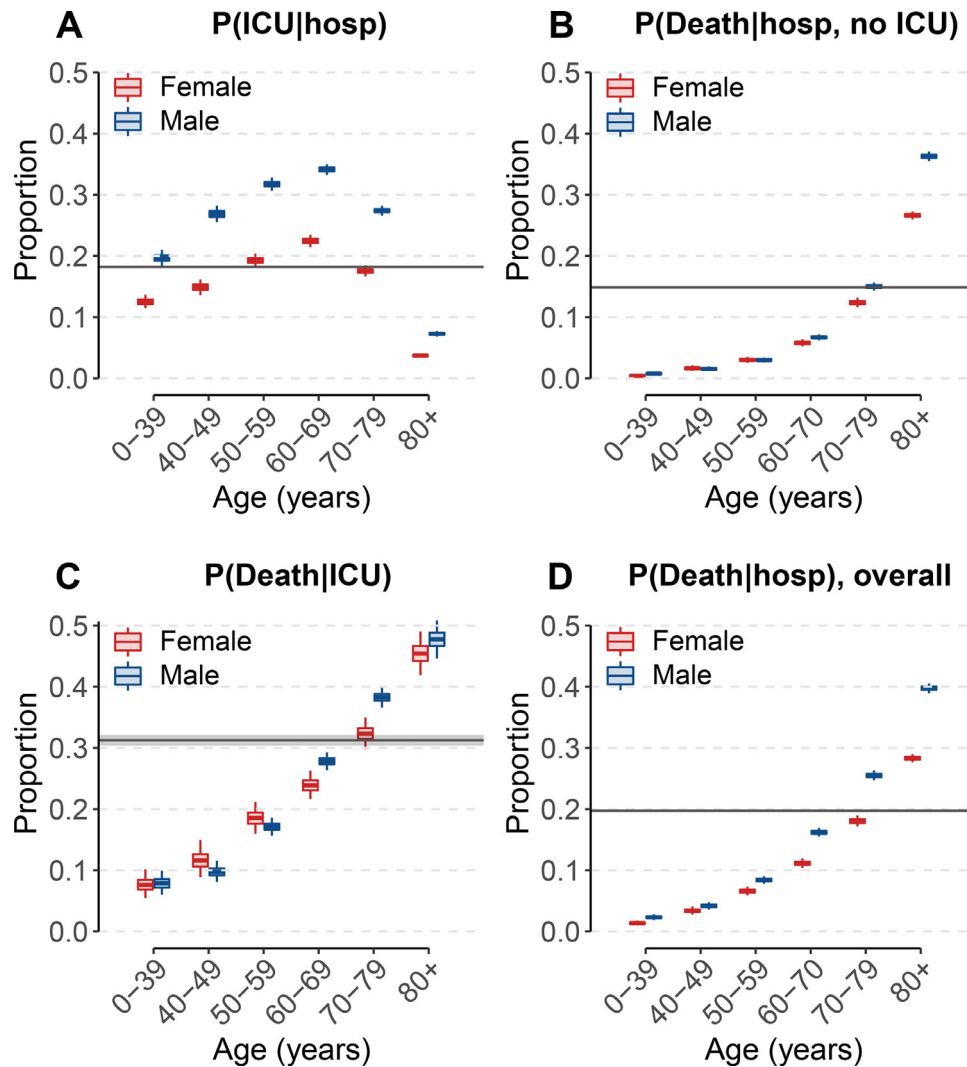 A P(ICU|hosp)
Proportion
0.5
0.4
0.3
0.2
0.1
0.0
Female
Male
0−39
40−49
50−59
60−69
70−79
80+
Age (years)
B P(Death|hosp, no ICU)
Proportion
0.5
0.4
0.3
0.2
0.1
0.0
Female
Male
0−39
40−49
50−59
60−70
70−79
80+
Age (years)
C P(Death|ICU)
Proportion
0.5
0.4
0.3
0.2
0.1
0.0
Female
Male
0−39
40−49
50−59
60−69
70−79
80+
Age (years)
D P(Death|hosp), overall
Proportion
0.5
0.4
0.3
0.2
0.1
0.0
Female
Male
0−39
40−49
50−59
60−70
70−79
80+
Age (years)